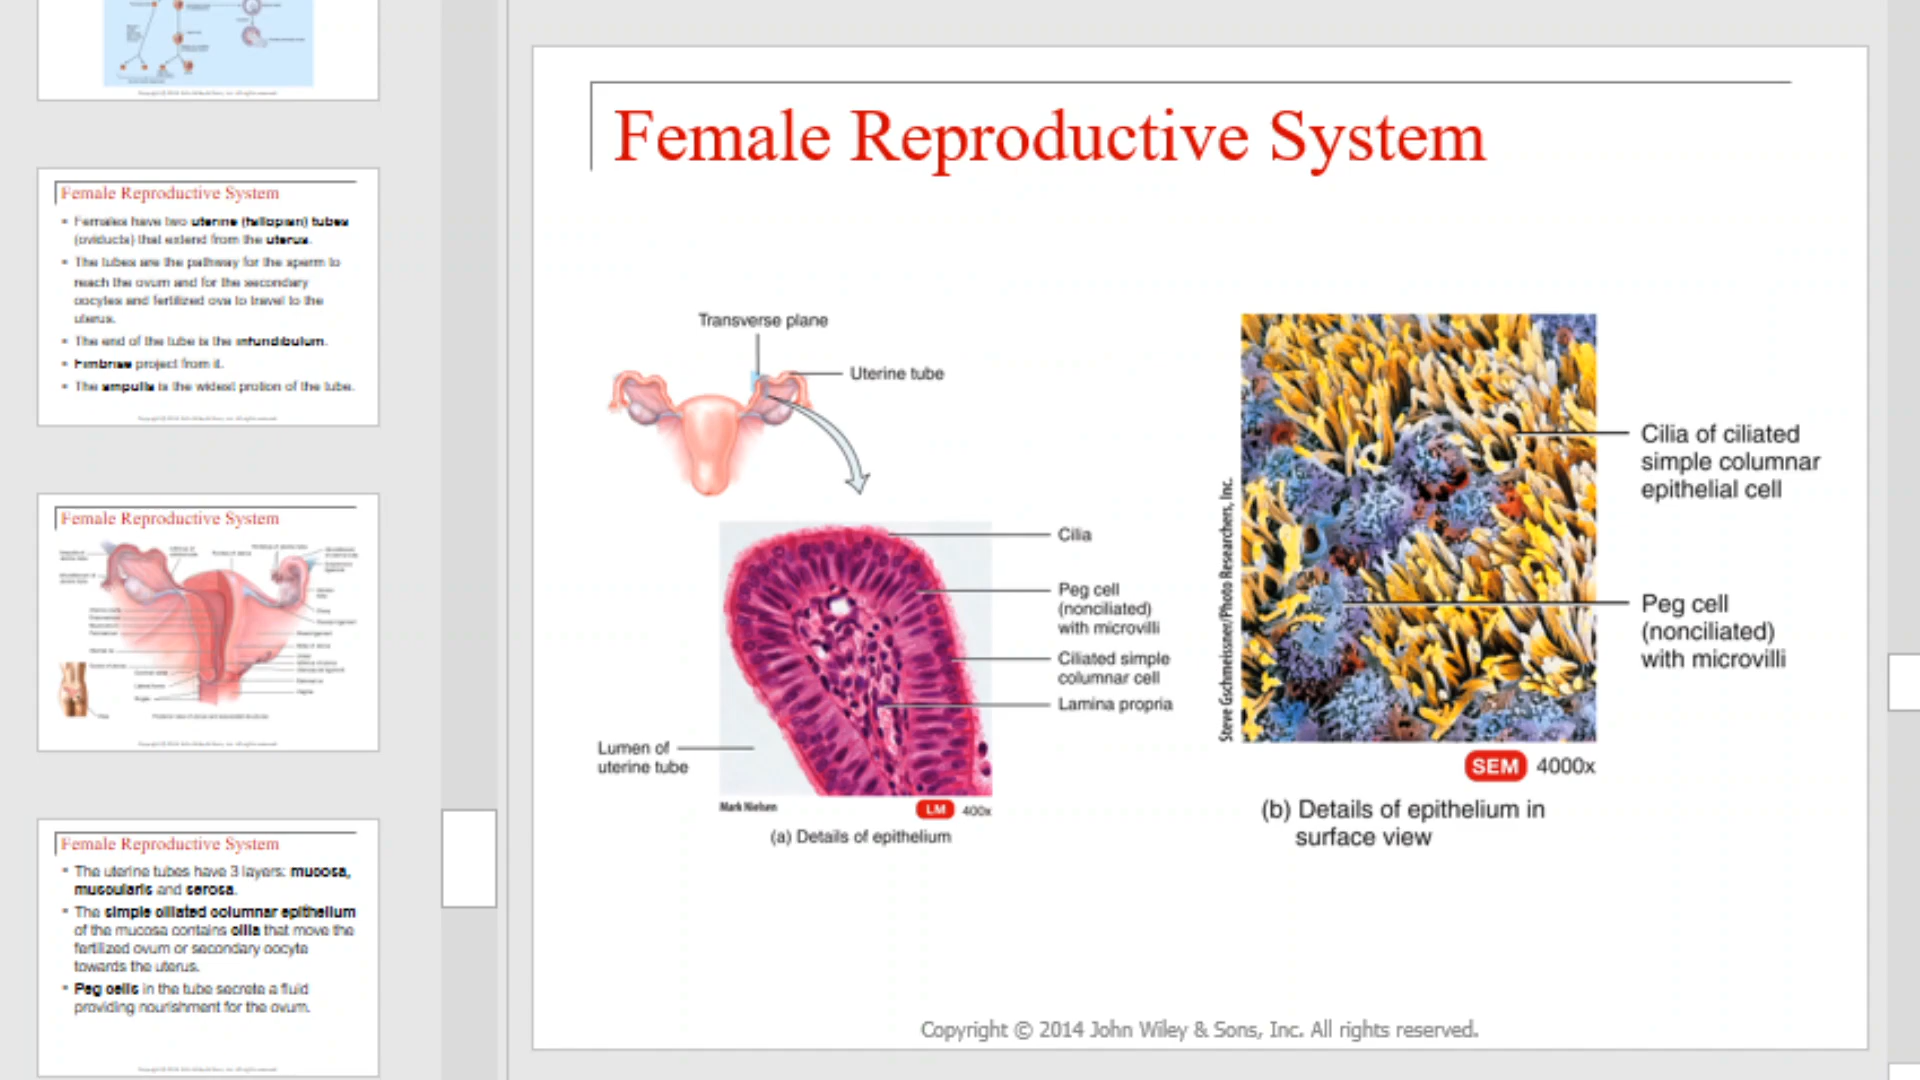 Female Reproductive System
• Females have two uterine (fallopian) tubes
(oviducts) that extend from the uterus.
• The tubes are the pathway for the sperm to
reach the ovum and for the secondary
oocytes and fertilized ova to travel to the
uterus.
• The end of the tube is the infundibulum.
• Fimbriae project from it.
• The ampulla is the widest protion of the tube.
Female Reproductive System
Female Reproductive System
• The uterine tubes have 3 layers: mucosa,
muscularis and serosa.
• The simple ciliated columnar epithelium
of the mucosa contains cilia that move the
fertilized ovum or secondary oocyte
towards the uterus.
• Peg cells in the tube secrete a fluid
providing nourishment for the ovum.
Female Reproductive System
Transverse plane
Uterine tube
Cilia
Peg cell
(nonciliated)
with microvilli
Ciliated simple
columnar cell
Lamina propria
Lumen of
uterine tube
Mark Nielsen
LM 400x
(a) Details of epithelium
Steve Gschmeissner/Photo Researchers, Inc.
Cilia of ciliated
simple columnar
epithelial cell
Peg cell
(nonciliated)
with microvilli
SEM 4000x
(b) Details of epithelium in
surface view
Copyright © 2014 John Wiley & Sons, Inc. All rights reserved.